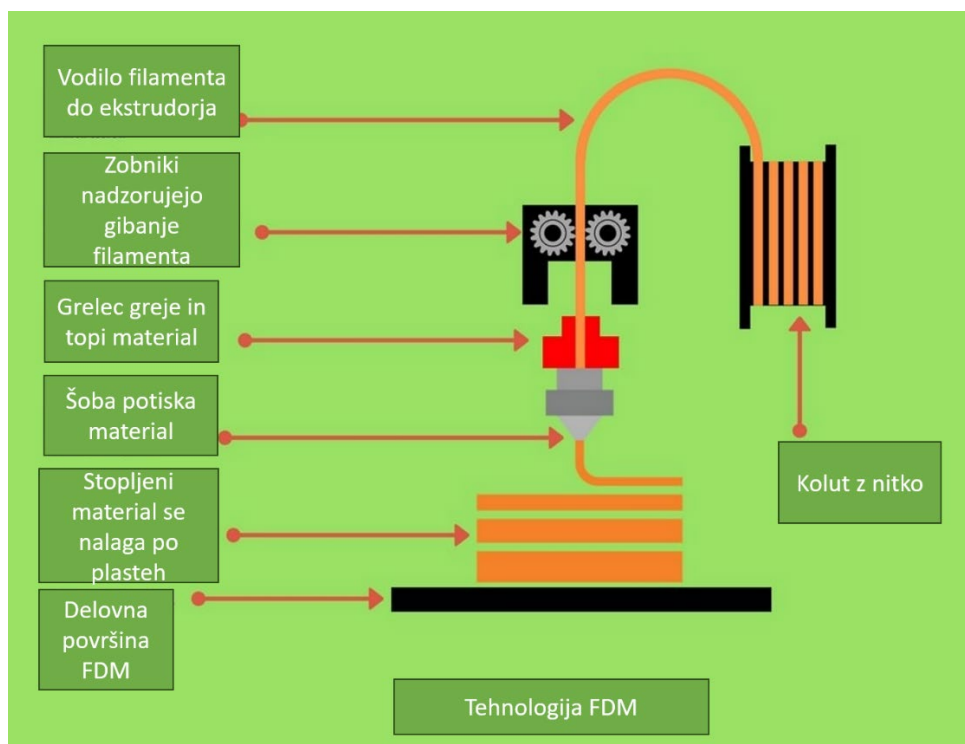 Vodilo filamenta
do ekstrudorja
Zobniki
nadzorujejo
gibanje
filamenta
Grelec greje in
topi material
Šoba potiska
material
Stopljeni
material se
nalaga po
plasteh
Delovna
površina
FDM
Kolut z nitko
Tehnologija FDM